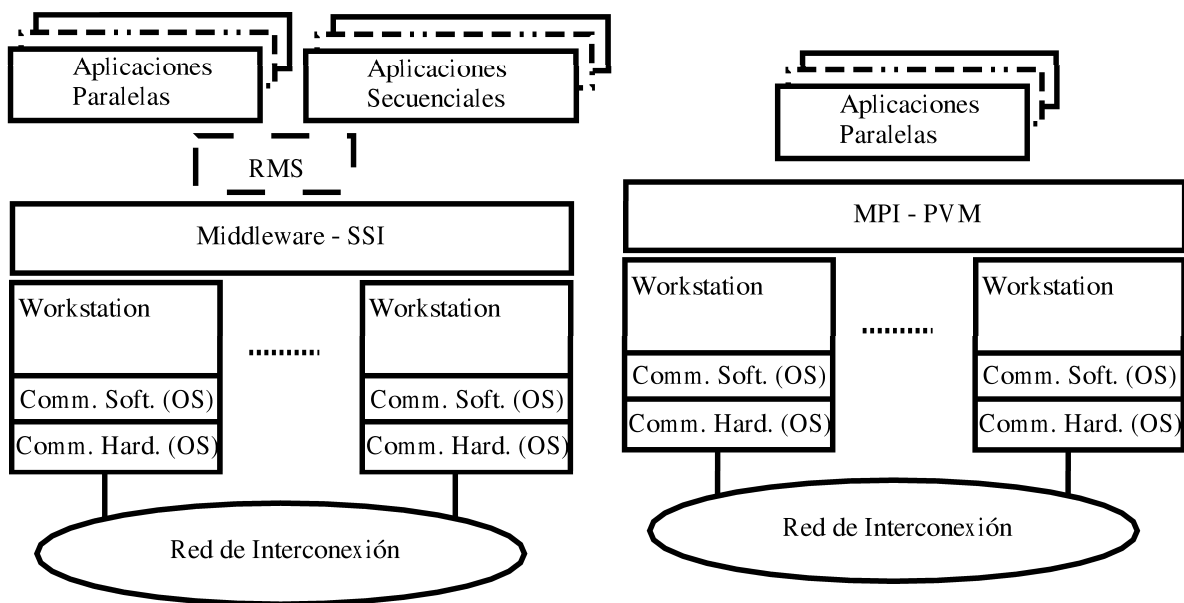 Aplicaciones
Paralelas
Aplicaciones
Secuenciales
RMS
Middleware - SSI
Workstation
Workstation
Comm. Soft. (OS)
Comm. Soft. (OS)
Comm. Hard. (OS)
Comm. Hard. (OS)
Red de Interconexión
Aplicaciones
Paralelas
MPI - PVM
Workstation
Workstation
Comm. Soft. (OS)
Comm. Soft. (OS)
Comm. Hard. (OS)
Comm. Hard. (OS)
Red de Interconexión